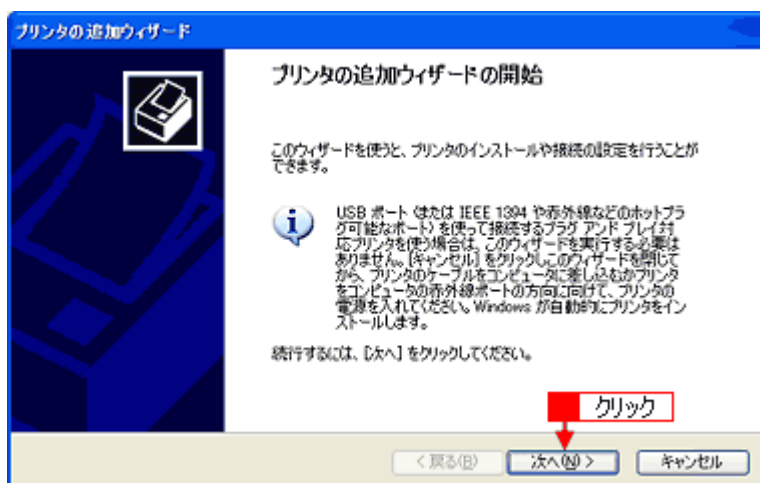 プリンタの追加ウィザード
プリンタの追加ウィザードの開始
このウィザードを使うと、プリンタのインストールや接続の設定を行うことが
できます。
USB ポート (または IEEE 1394 や赤外線などのホットプラ
グ可能なポート) を使って接続するプラグ アンド プレイ対
応プリンタを使う場合は、このウィザードを実行する必要は
ありません。[キャンセル] をクリックしこのウィザードを閉じて
から、プリンタのケーブルをコンピュータに差し込むかプリンタ
をコンピュータの赤外線ポートの方向に向けて、プリンタの
電源を入れてください。Windows が自動的にプリンタをイン
ストールします。
続行するには、[次へ] をクリックしてください。
クリック
< 戻る(B)
次へ(N) >
キャンセル